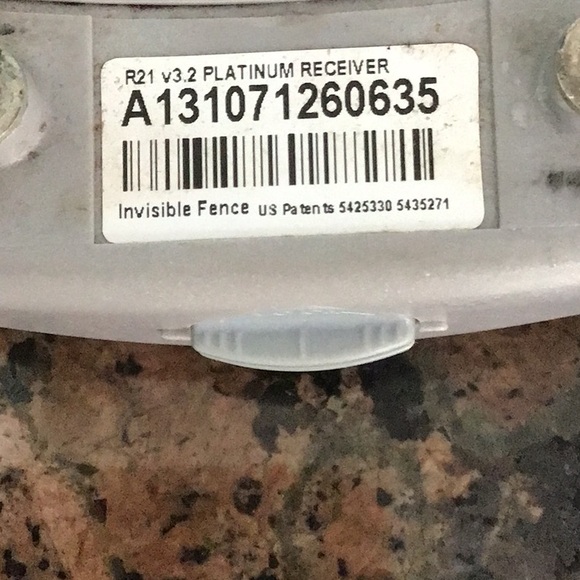 R21 v3.2 PLATINUM RECEIVER
A131071260635
Invisible Fence US Patents 5425330 5435271